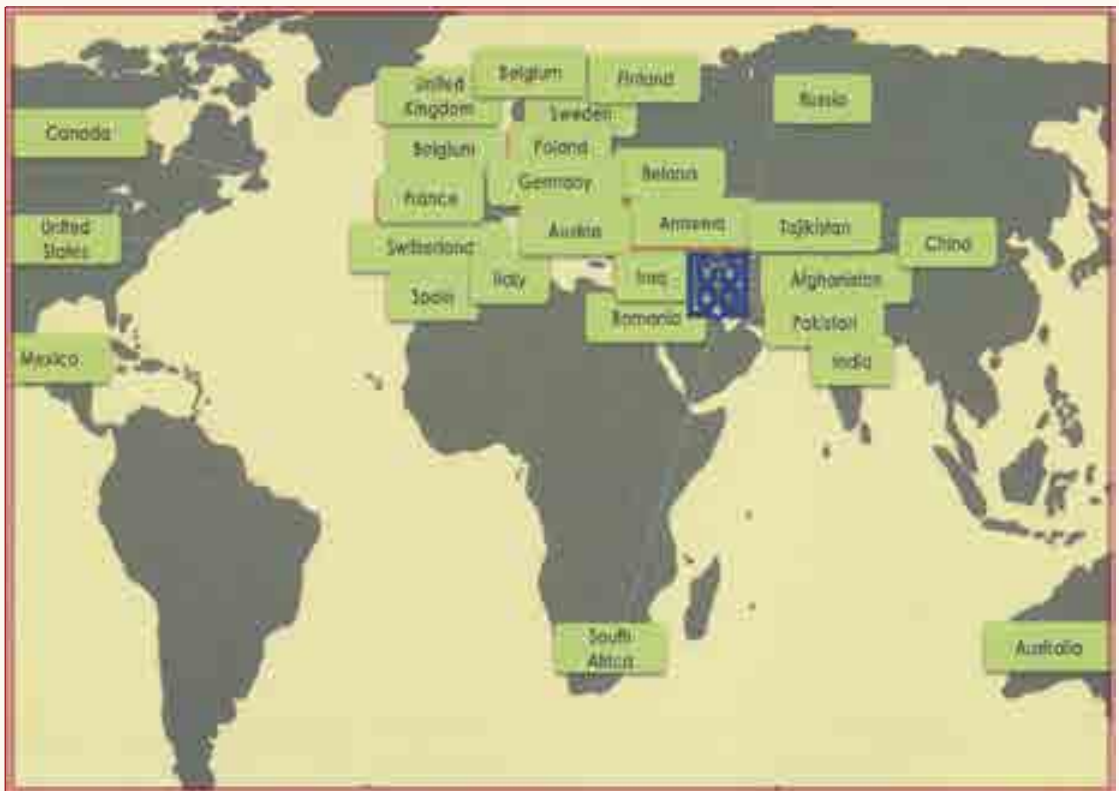 Belgium
Finland
United
Kingdom
Russia
Sweden
Canada
Belgium
Poland
Belarus
Germany
France
United
States
Austria
Armenia
Tajikistan
China
Switzerland
Italy
Iraq
Afghanistan
Spain
Romania
Pakistan
Mexico
India
South
Africa
Australia